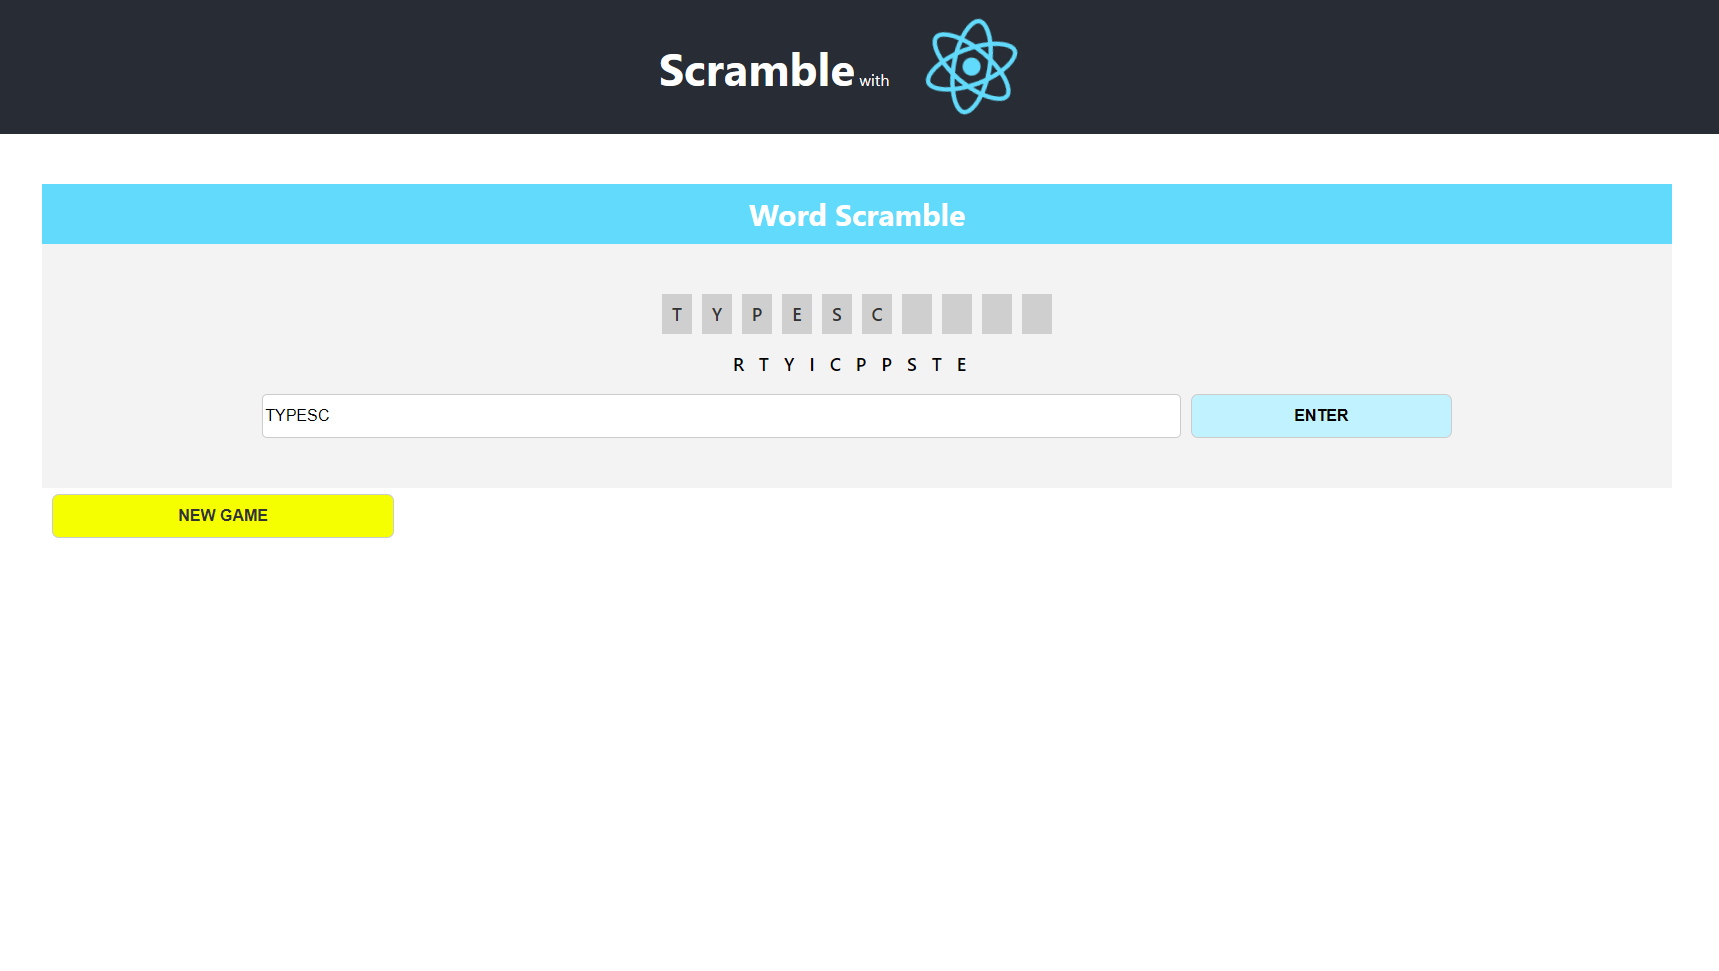 Scramble with
Word Scramble
T Y P E S C
R T Y I C P P S T E
TYPESC ENTER
NEW GAME